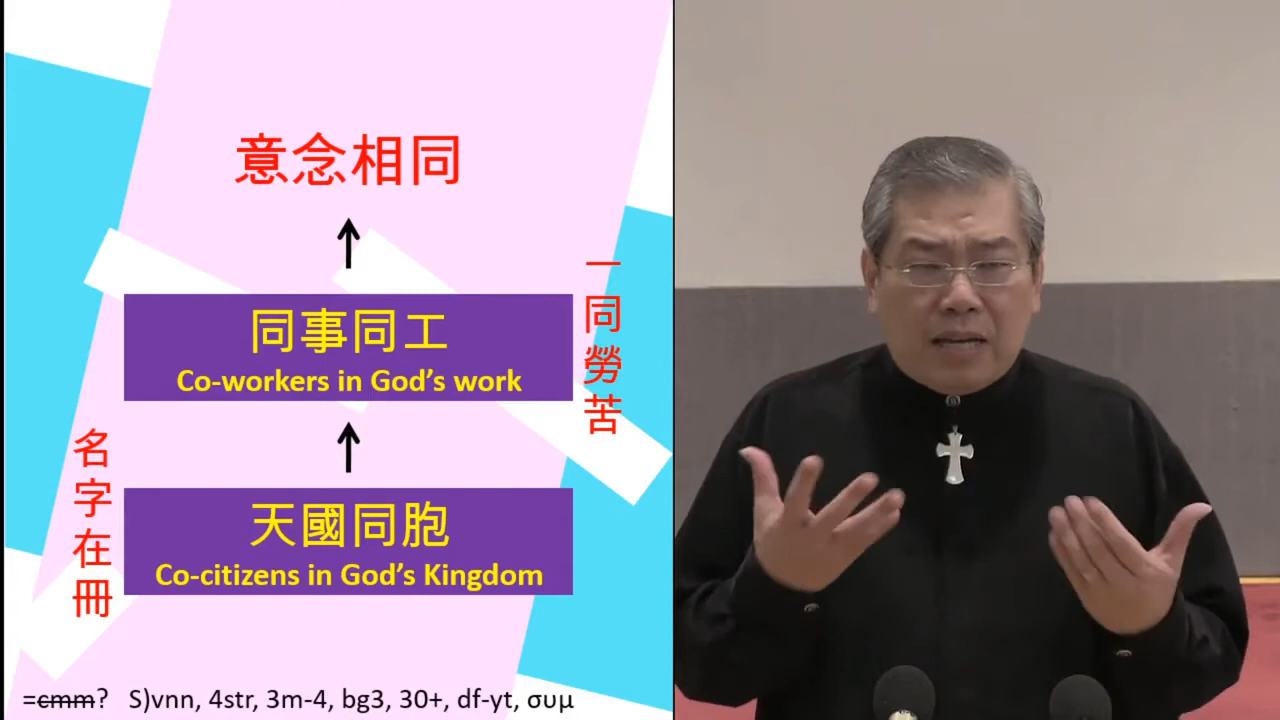 意念相同
一同勞苦
同事同工
Co-workers in God's work
名字在冊
天國同胞
Co-citizens in God's Kingdom
=cmm? S)vnn, 4str, 3m-4, bg3, 30+, df-yt, συμ